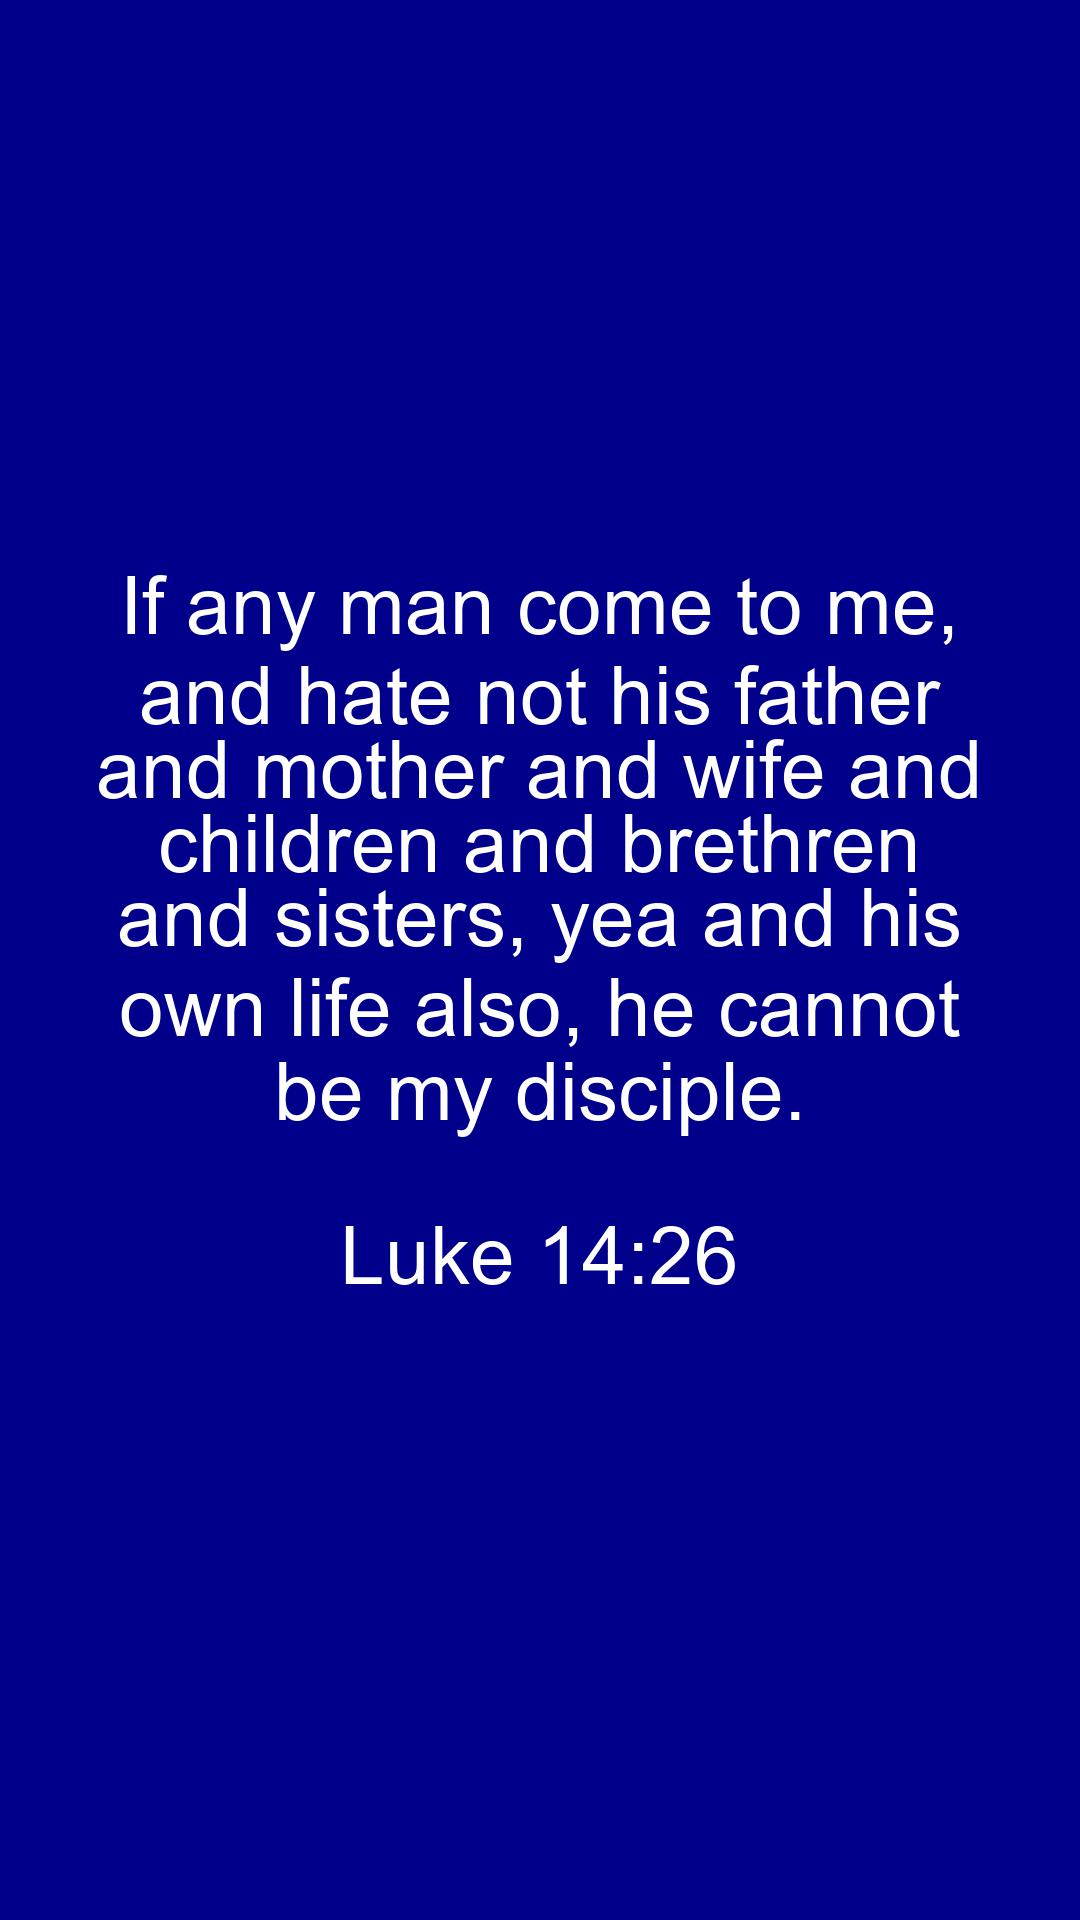 If any man come to me,
and hate not his father
and mother and wife and
children and brethren
and sisters, yea and his
own life also, he cannot
be my disciple.
Luke 14:26